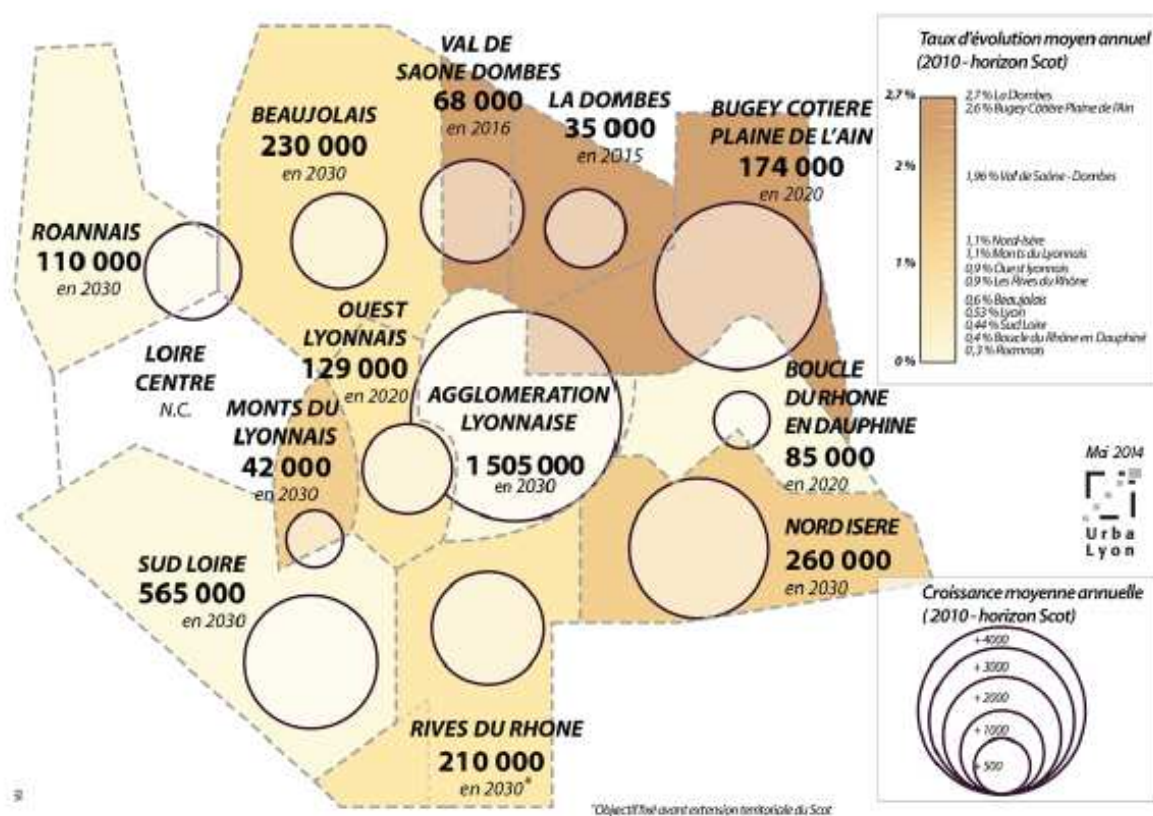 VAL DE
SAONE DOMBES
68 000
en 2016
LA DOMBES
35 000
en 2015
BUGEY COTIERE
PLAINE DE L'AIN
174 000
en 2020
BEAUJOLAIS
230 000
en 2030
ROANNAIS
110 000
en 2030
OUEST
LYONNAIS
129 000
en 2020
LOIRE
CENTRE
N.C.
MONTS DU
LYONNAIS
42 000
en 2030
AGGLOMERATION
LYONNAISE
1 505 000
en 2030
BOUCLE
DU RHONE
EN DAUPHINE
85 000
en 2020
NORD ISERE
260 000
en 2030
SUD LOIRE
565 000
en 2030
RIVES DU RHONE
210 000
en 2030*
*Objectif fixé avant extension territoriale du Scot
Taux d'évolution moyen annuel
(2010 - horizon Scot)
2,7 %
2 %
1 %
0 %
2,7 % La Dombes
2,6 % Bugey Côtière Plaine de l'Ain
1,96 % Val de Saône - Dombes
1,1 % Nord-Isère
1,1 % Monts du Lyonnais
0,9 % Ouest lyonnais
0,9 % Les Rives du Rhône
0,6 % Beaujolais
0,53 % Lyon
0,44 % Sud Loire
0,4 % Boucle du Rhône en Dauphiné
0,3 % Roannais
Mai 2014
Urba
Lyon
Croissance moyenne annuelle
( 2010 - horizon Scot)
+ 4000
+ 3000
+ 2000
+ 1000
+ 500